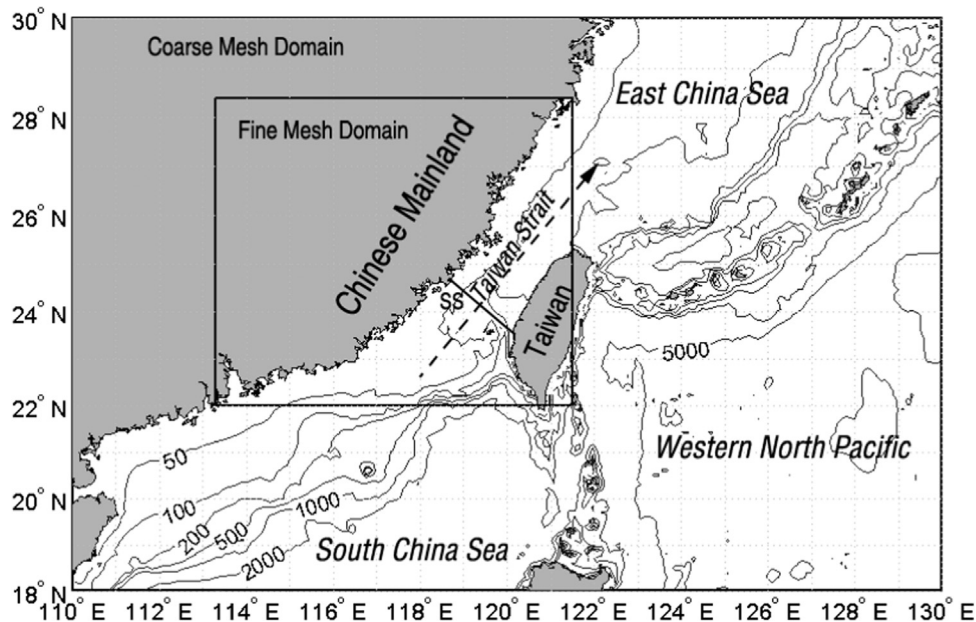 30° N
Coarse Mesh Domain
East China Sea
28° N
Fine Mesh Domain
Chinese Mainland
26° N
Taiwan Strait
SS
24° N
Taiwan
5000
22° N
Western North Pacific
50
20° N
100
200
500
1000
2000
South China Sea
18° N
110° E 112° E 114° E 116° E 118° E 120° E 122° E 124° E 126° E 128° E 130° E